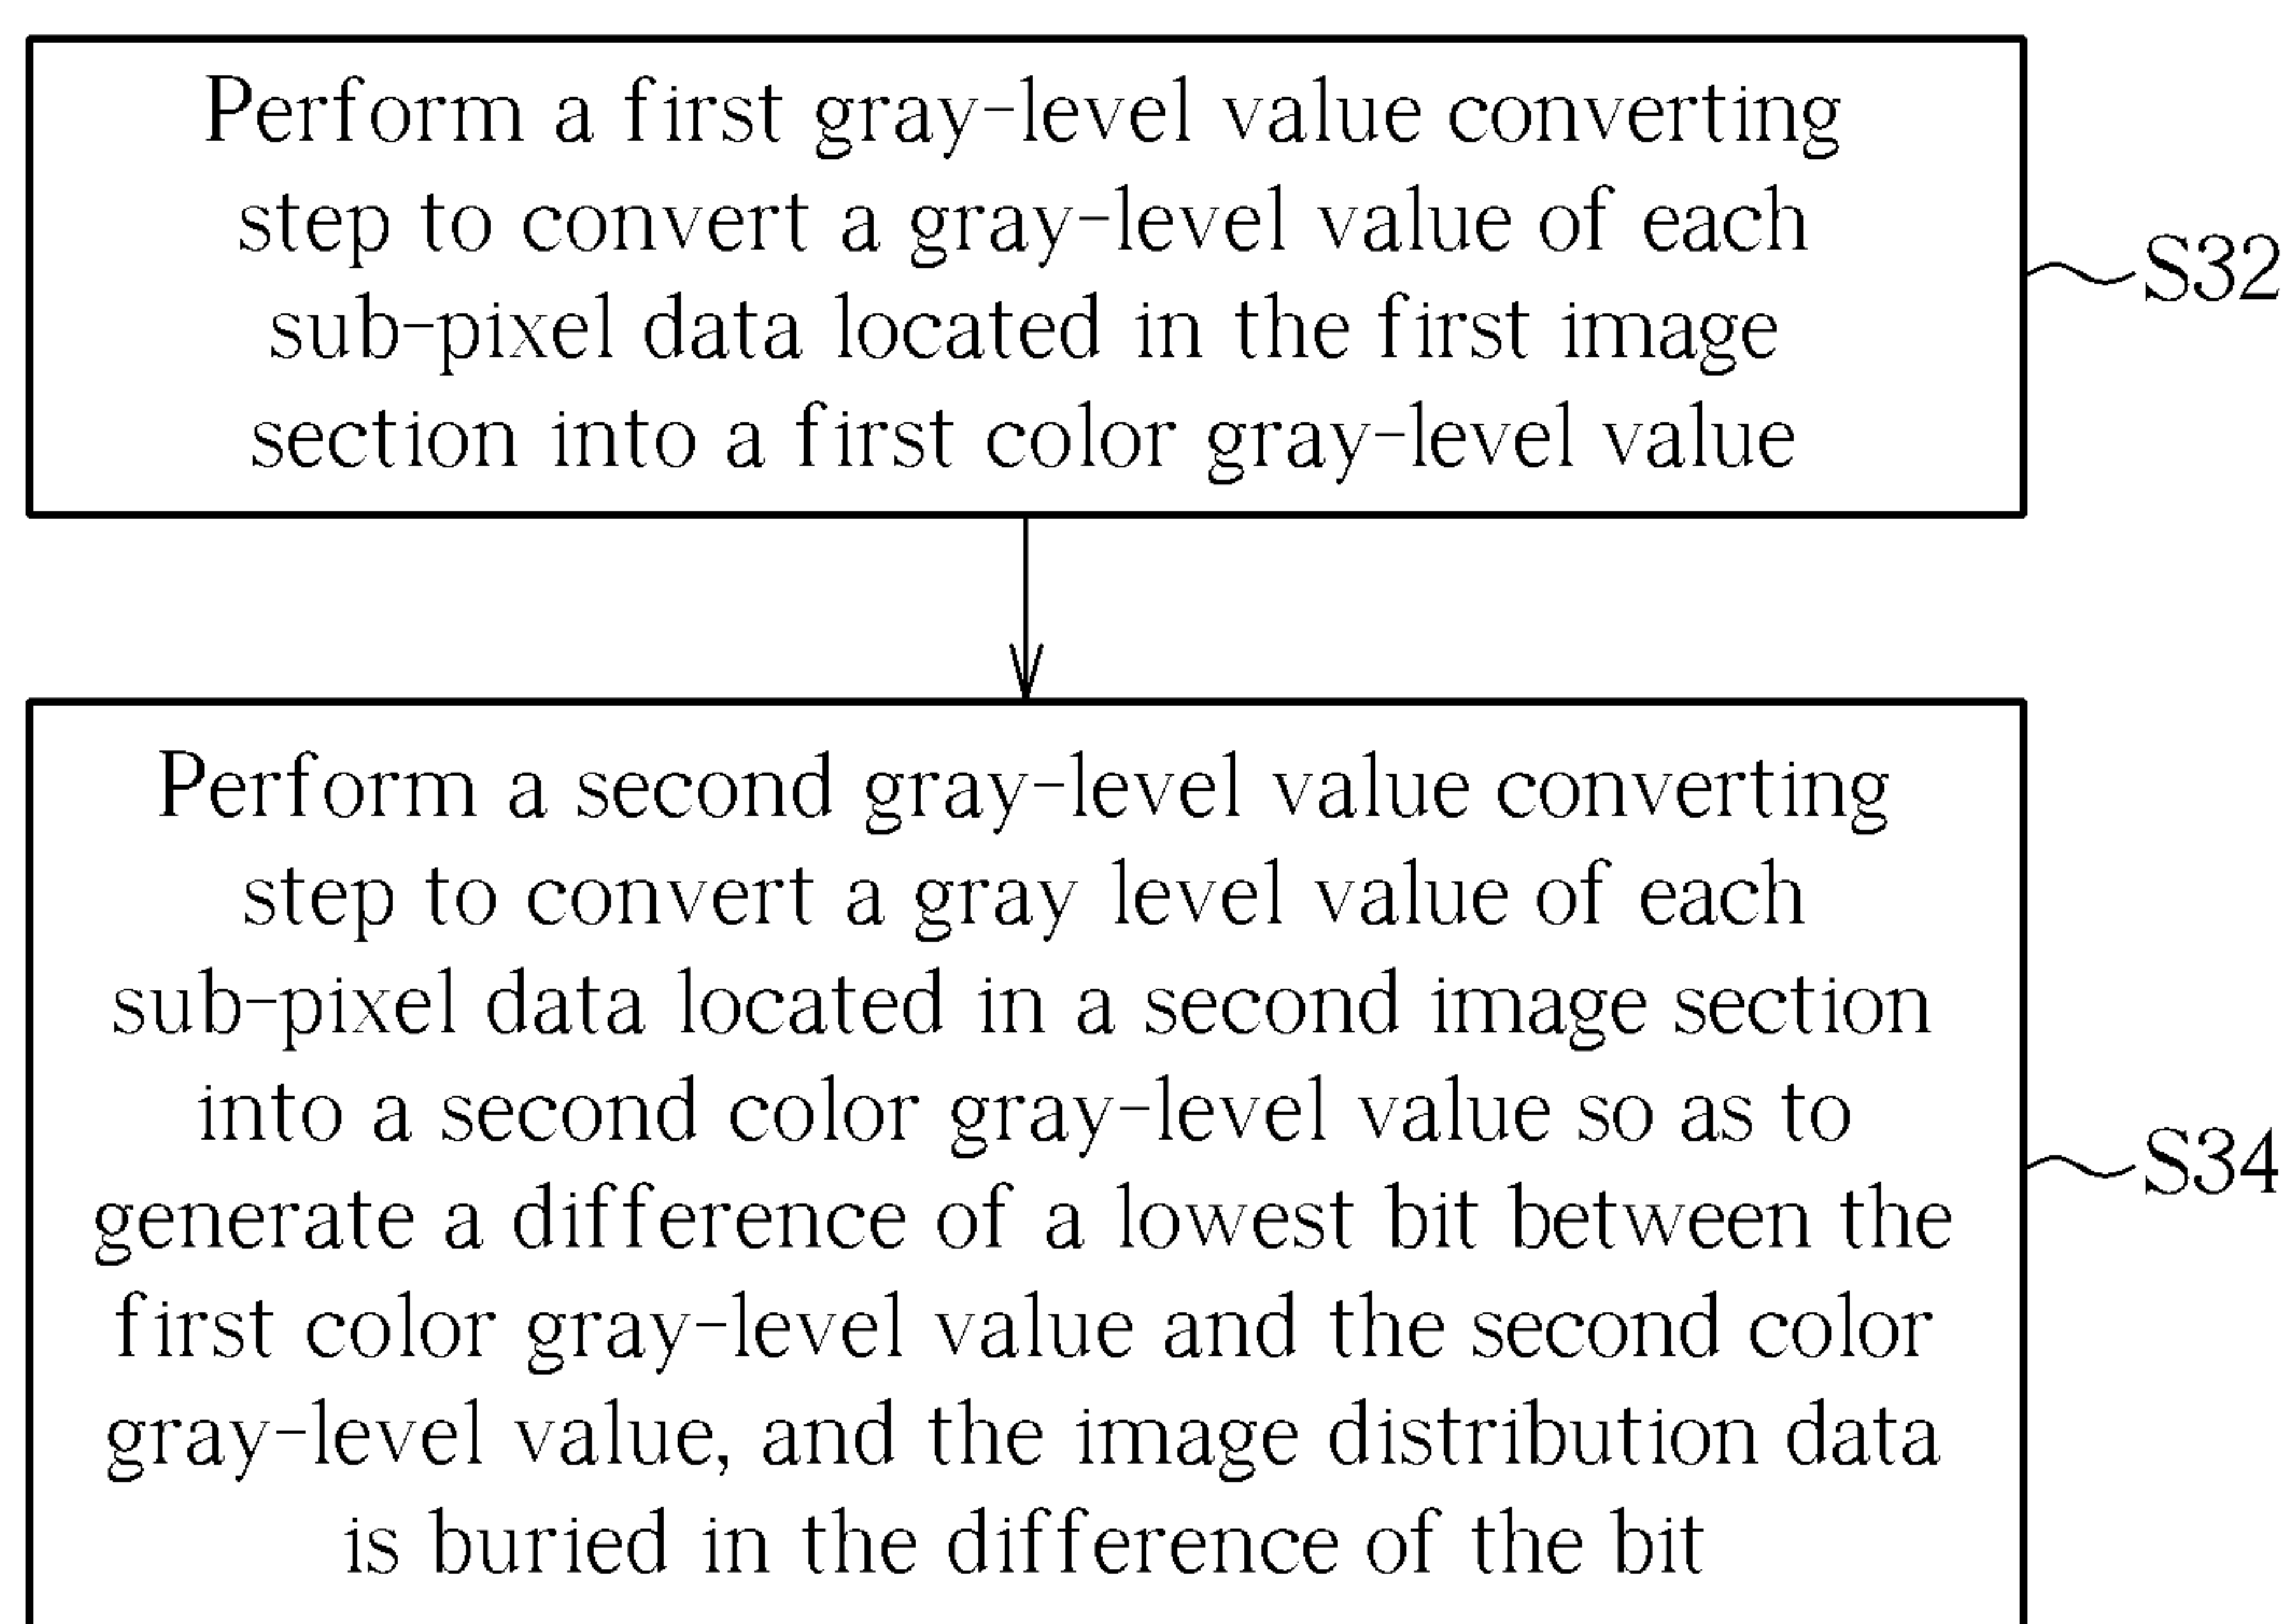 Perform a first gray-level value converting
step to convert a gray-level value of each
sub-pixel data located in the first image
section into a first color gray-level value
S32
Perform a second gray-level value converting
step to convert a gray level value of each
sub-pixel data located in a second image section
into a second color gray-level value so as to
generate a difference of a lowest bit between the
first color gray-level value and the second color
gray-level value, and the image distribution data
is buried in the difference of the bit
S34